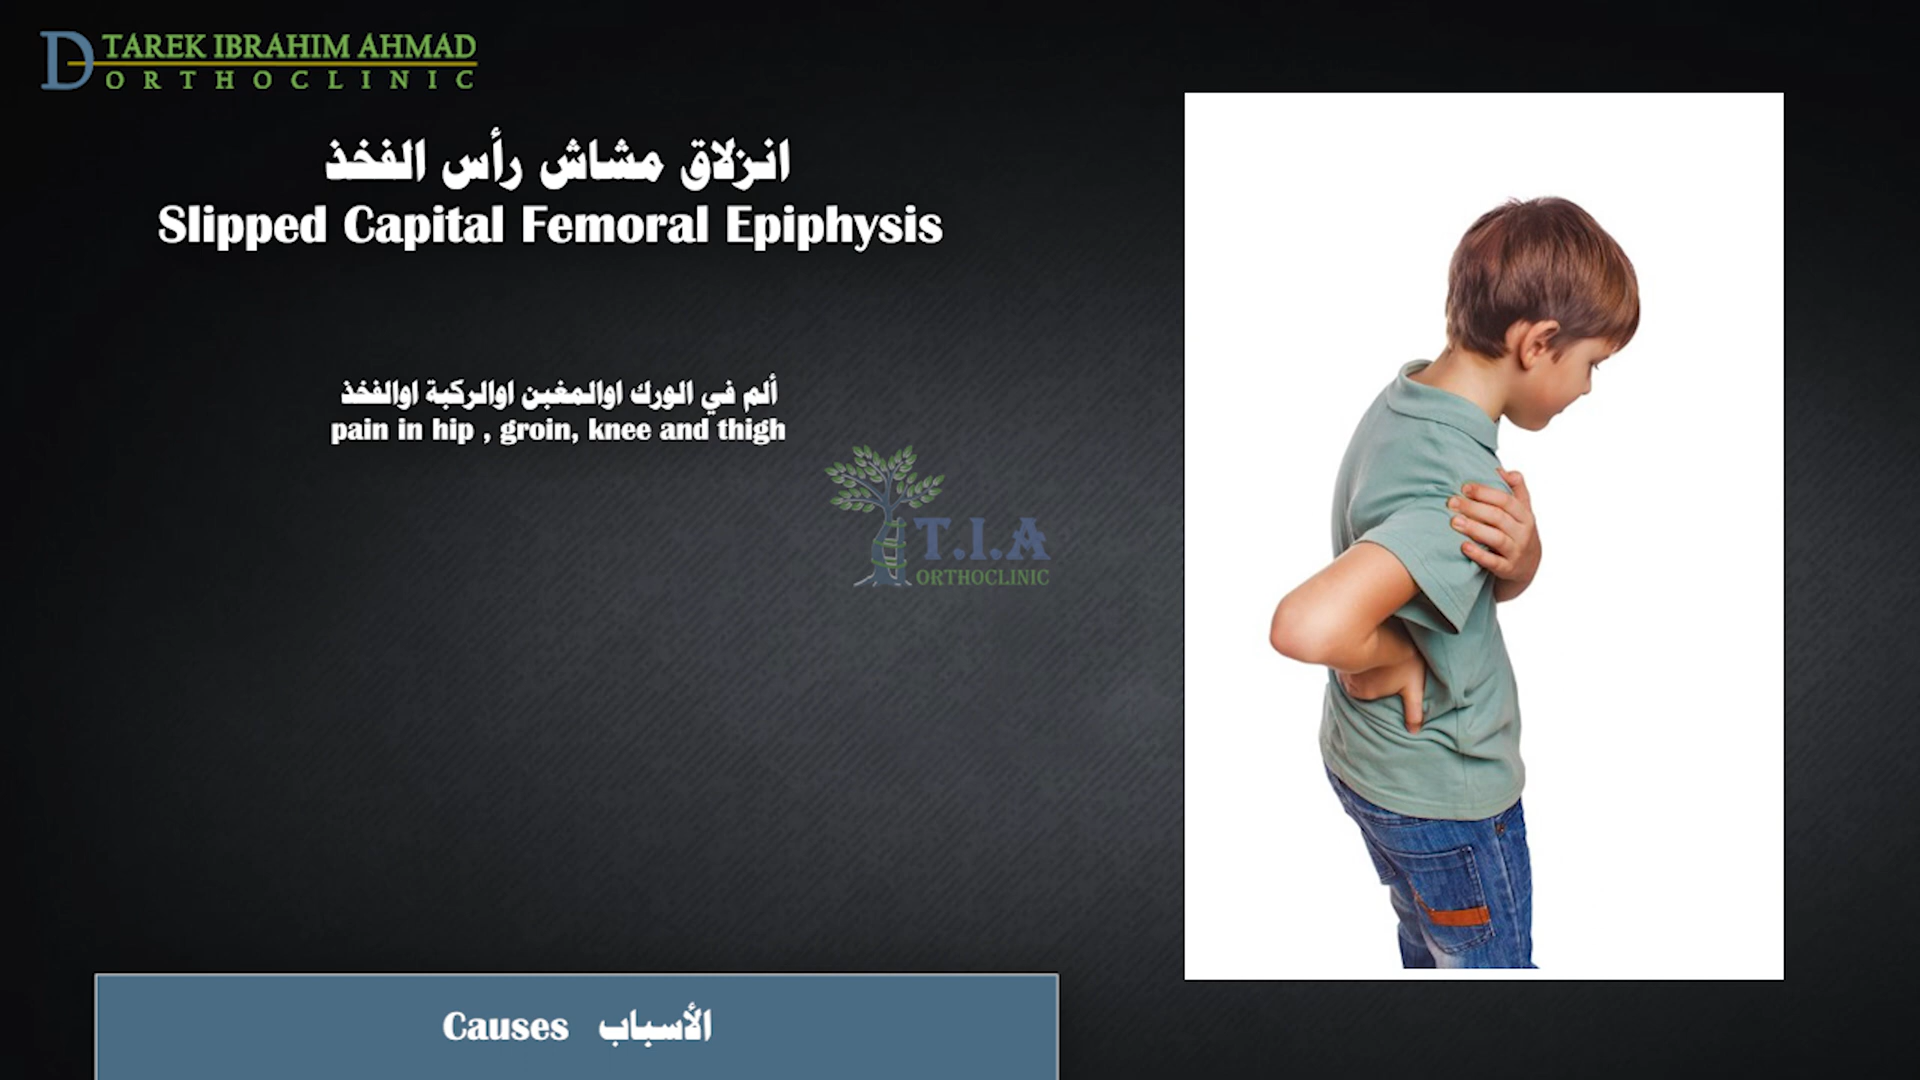 D TAREK IBRAHIM AHMAD
ORTHOCLINIC
انزلاق مشاش رأس الفخذ
Slipped Capital Femoral Epiphysis
ألم في الورك اوالمغبن اوالركبة اوالفخذ
pain in hip , groin, knee and thigh
T.I.A
ORTHOCLINIC
Causes الأسباب